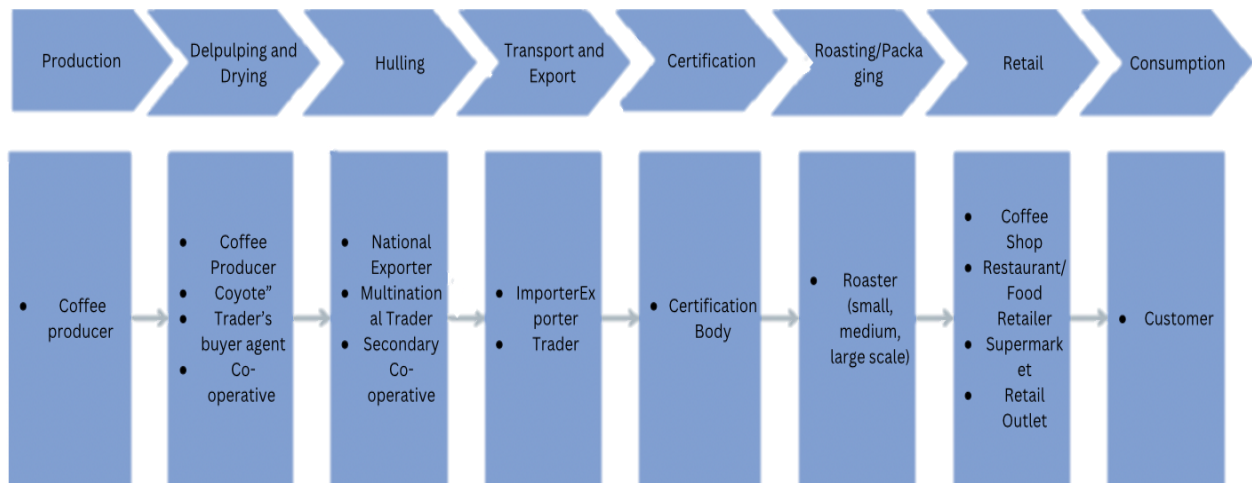 Production
Delpulping and
Drying
Hulling
Transport and
Export
Certification
Roasting/Packa
ging
Retail
Consumption
• Coffee
producer
• Coffee
Producer
• Coyote”
• Trader’s
buyer agent
• Co-
operative
• National
Exporter
• Multination
al Trader
• Secondary
Co-
operative
• ImporterEx
porter
• Trader
• Certification
Body
• Roaster
(small,
medium,
large scale)
• Coffee
Shop
• Restaurant/
Food
Retailer
• Supermark
et
• Retail
Outlet
• Customer